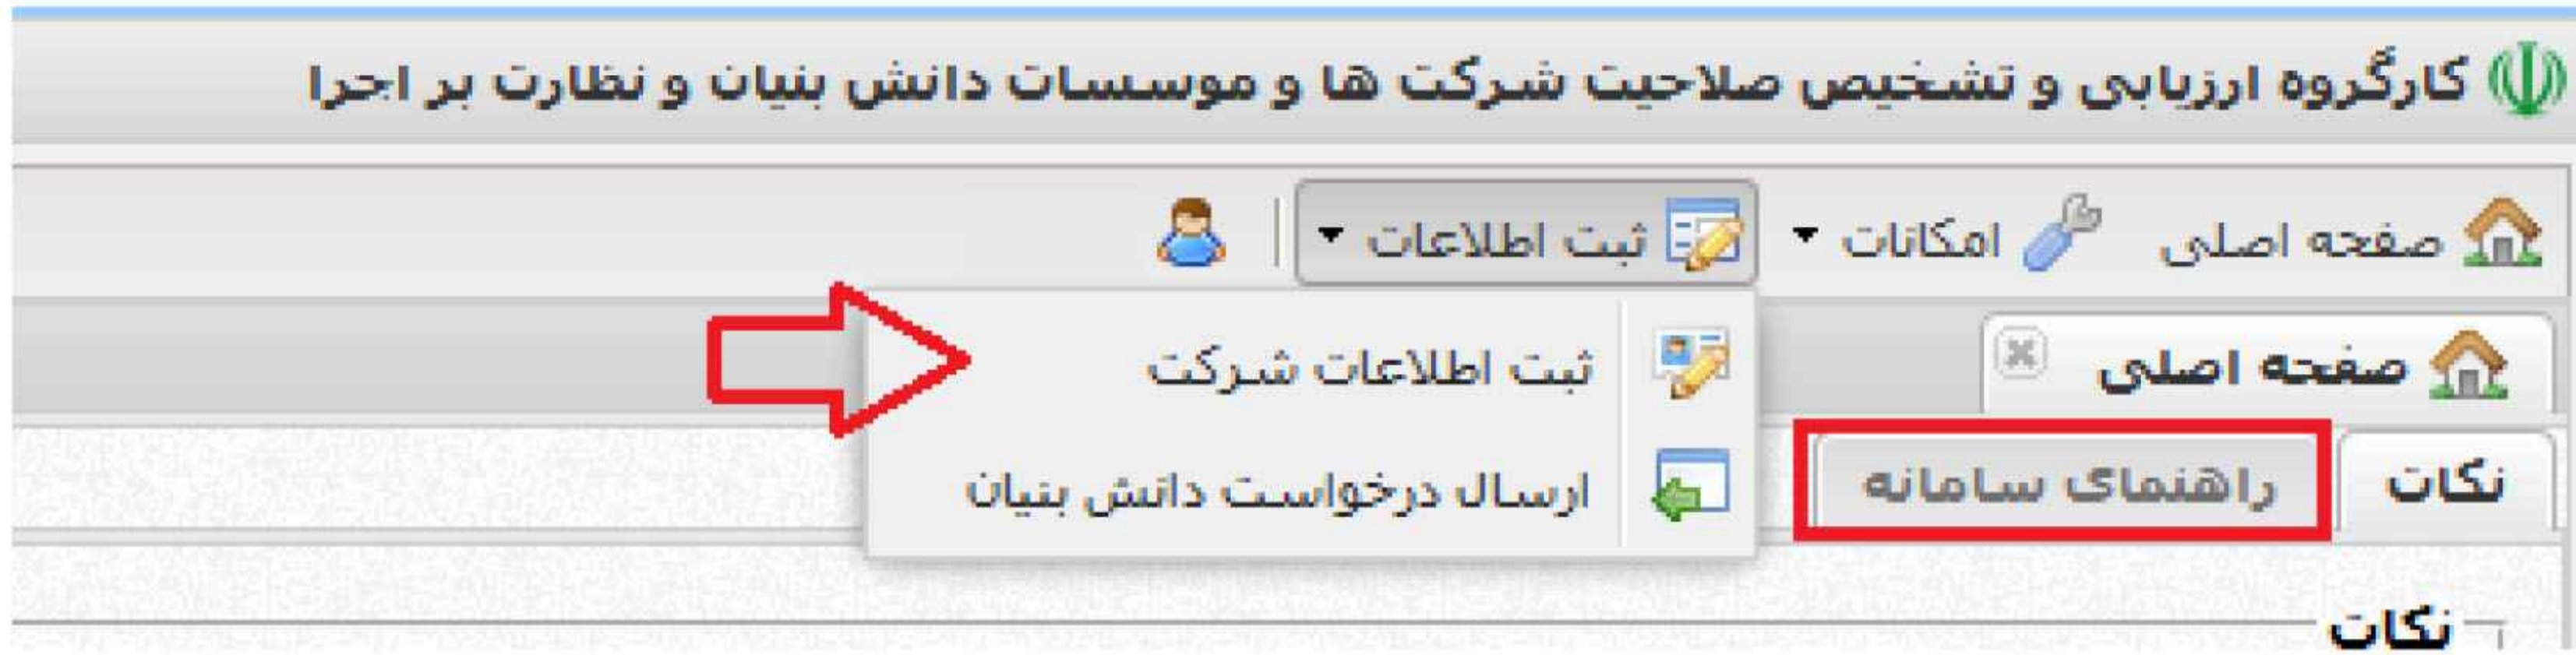 کارگروه ارزیابی و تشخیص صلاحیت شرکت ها و موسسات دانش بنیان و نظارت بر اجرا
صفحه اصلی امکانات ثبت اطلاعات
ثبت اطلاعات شرکت
صفحه اصلی
ارسال درخواست دانش بنیان
نکات راهنمای سامانه
نکات